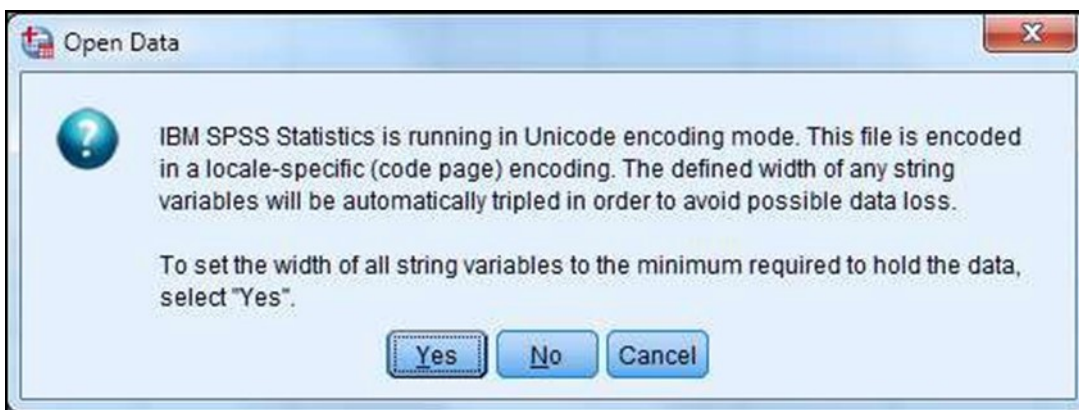 Open Data
IBM SPSS Statistics is running in Unicode encoding mode. This file is encoded
in a locale-specific (code page) encoding. The defined width of any string
variables will be automatically tripled in order to avoid possible data loss.
To set the width of all string variables to the minimum required to hold the data,
select "Yes".
Yes No Cancel